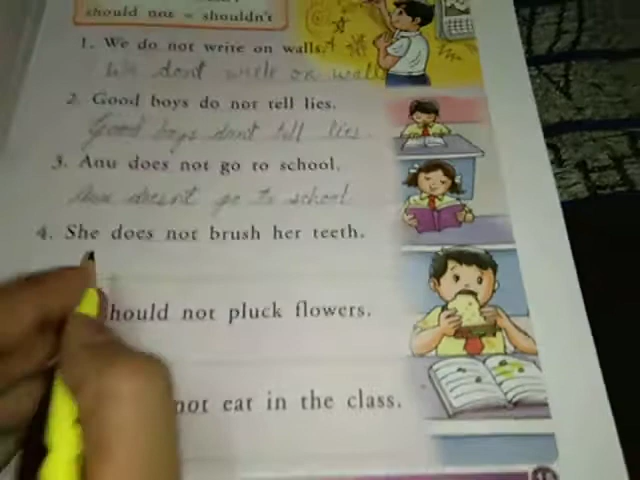 should not = shouldn't
1. We do not write on walls.
We dont write on wall
2. Good boys do not tell lies.
Good boys dont tell lies
3. Anu does not go to school.
Anu doesnt go to school
4. She does not brush her teeth.
hould not pluck flowers.
not eat in the class.